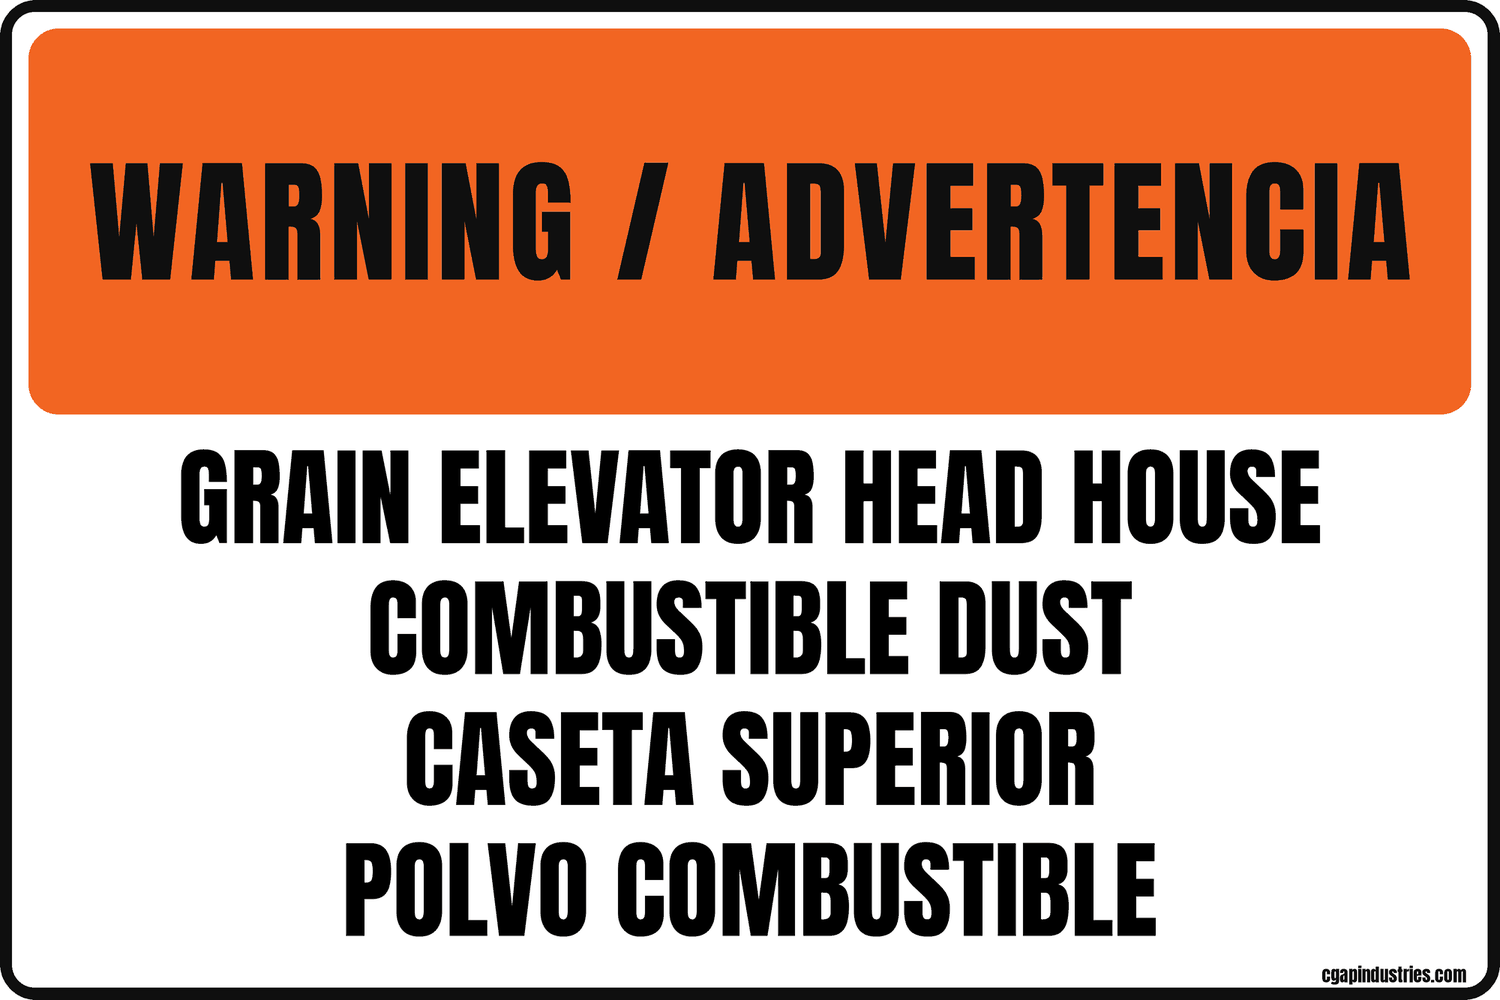 WARNING / ADVERTENCIA
GRAIN ELEVATOR HEAD HOUSE
COMBUSTIBLE DUST
CASETA SUPERIOR
POLVO COMBUSTIBLE
cgapindustries.com